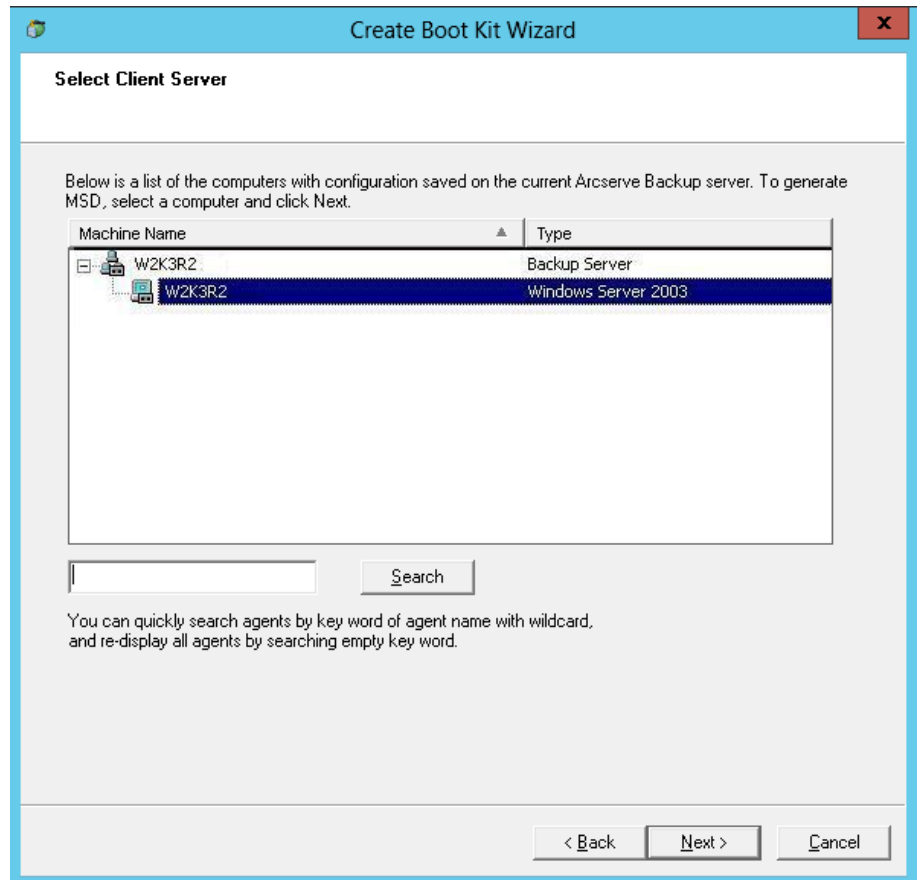 Create Boot Kit Wizard
x
Select Client Server
Below is a list of the computers with configuration saved on the current Arcserve Backup server. To generate
MSD, select a computer and click Next.
Machine Name Type
W2K3R2 Backup Server
W2K3R2 Windows Server 2003
Search
You can quickly search agents by key word of agent name with wildcard,
and re-display all agents by searching empty key word.
< Back Next > Cancel